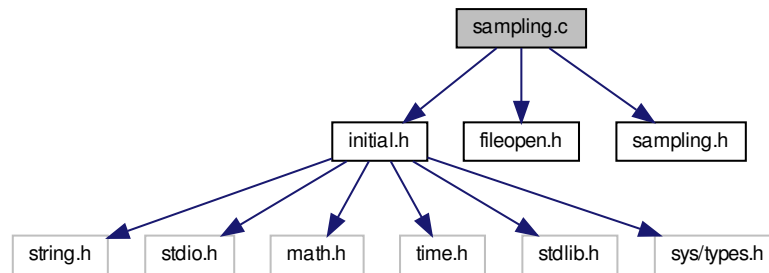 sampling.c
initial.h
fileopen.h
sampling.h
string.h
stdio.h
math.h
time.h
stdlib.h
sys/types.h